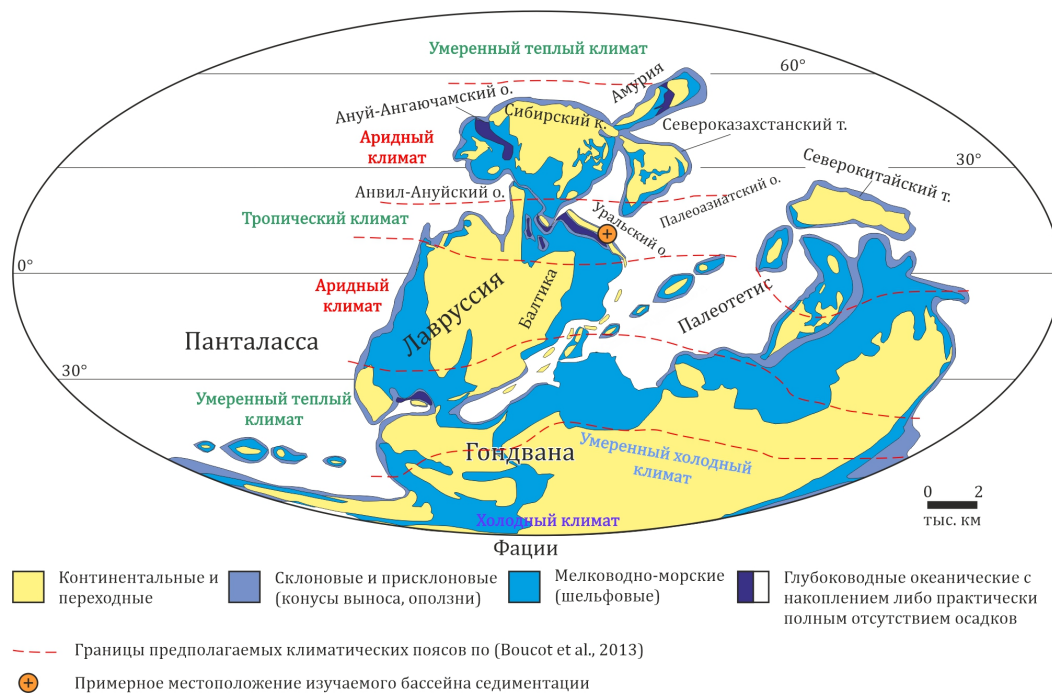 Умеренный теплый климат
60°
Амурия
Ануй-Ангаючамский о.
Сибирский к.
Североказахстанский т.
Аридный
климат
30°
Северокитайский т.
Анвил-Ануйский о.
Палеоазиатский о.
Тропический климат
Уральский о
0°
Аридный
климат
Лавруссия
Балтика
Палеотетис
Панталасса
30°
Умеренный теплый
климат
Гондвана
Умеренный холодный
климат
0 2
тыс. км
Холодный климат
Фации
Континентальные и
переходные
Склоновые и присклоновые
(конусы выноса, оползни)
Мелководно-морские
(шельфовые)
Глубоководные океанические с
накоплением либо практически
полным отсутствием осадков
Границы предполагаемых климатических поясов по (Boucot et al., 2013)
Примерное местоположение изучаемого бассейна седиментации